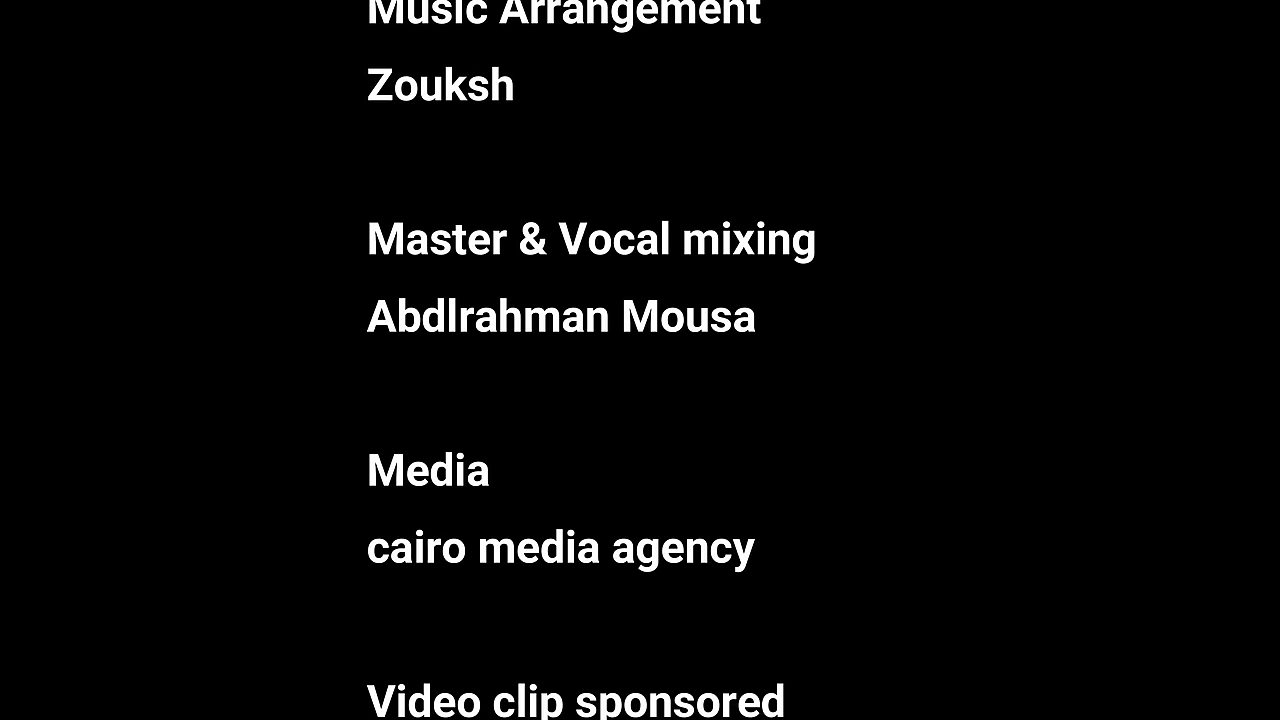 Music Arrangement
Zouksh
Master & Vocal mixing
Abdlrahman Mousa
Media
cairo media agency
Video clip sponsored